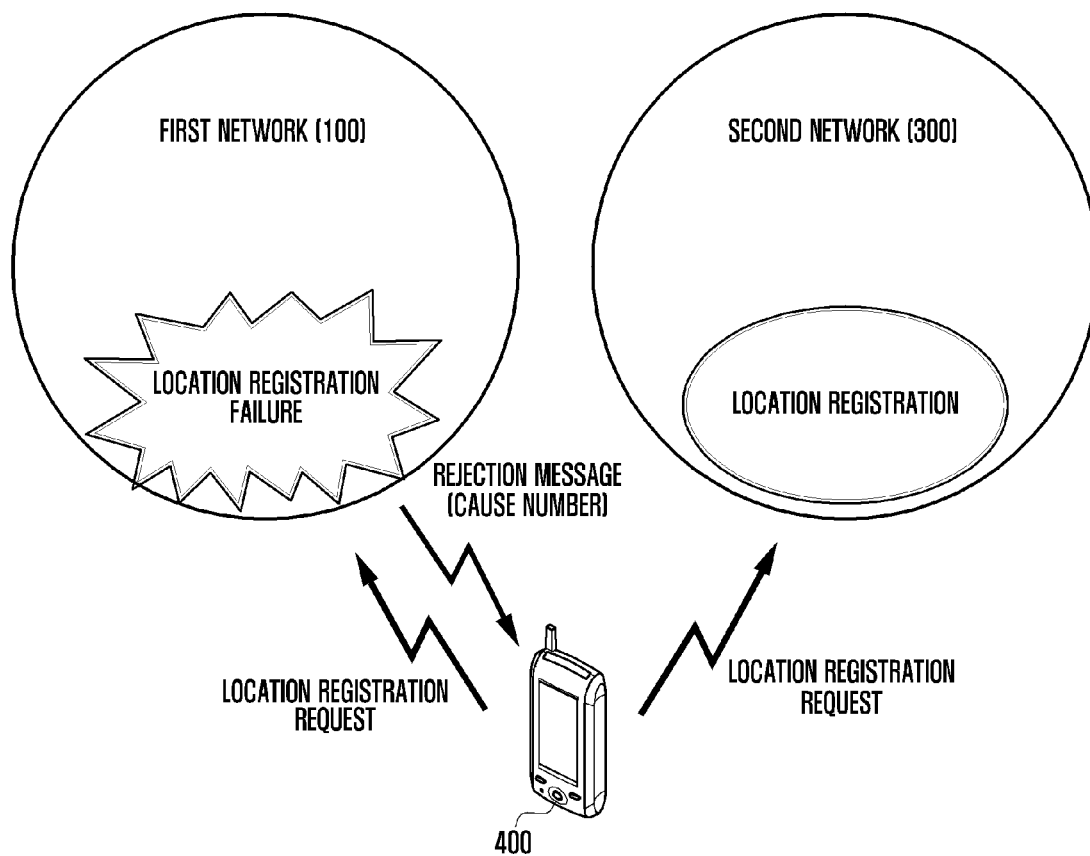 FIRST NETWORK (100)
SECOND NETWORK (300)
LOCATION REGISTRATION
FAILURE
LOCATION REGISTRATION
REJECTION MESSAGE
(CAUSE NUMBER)
LOCATION REGISTRATION
REQUEST
LOCATION REGISTRATION
REQUEST
400